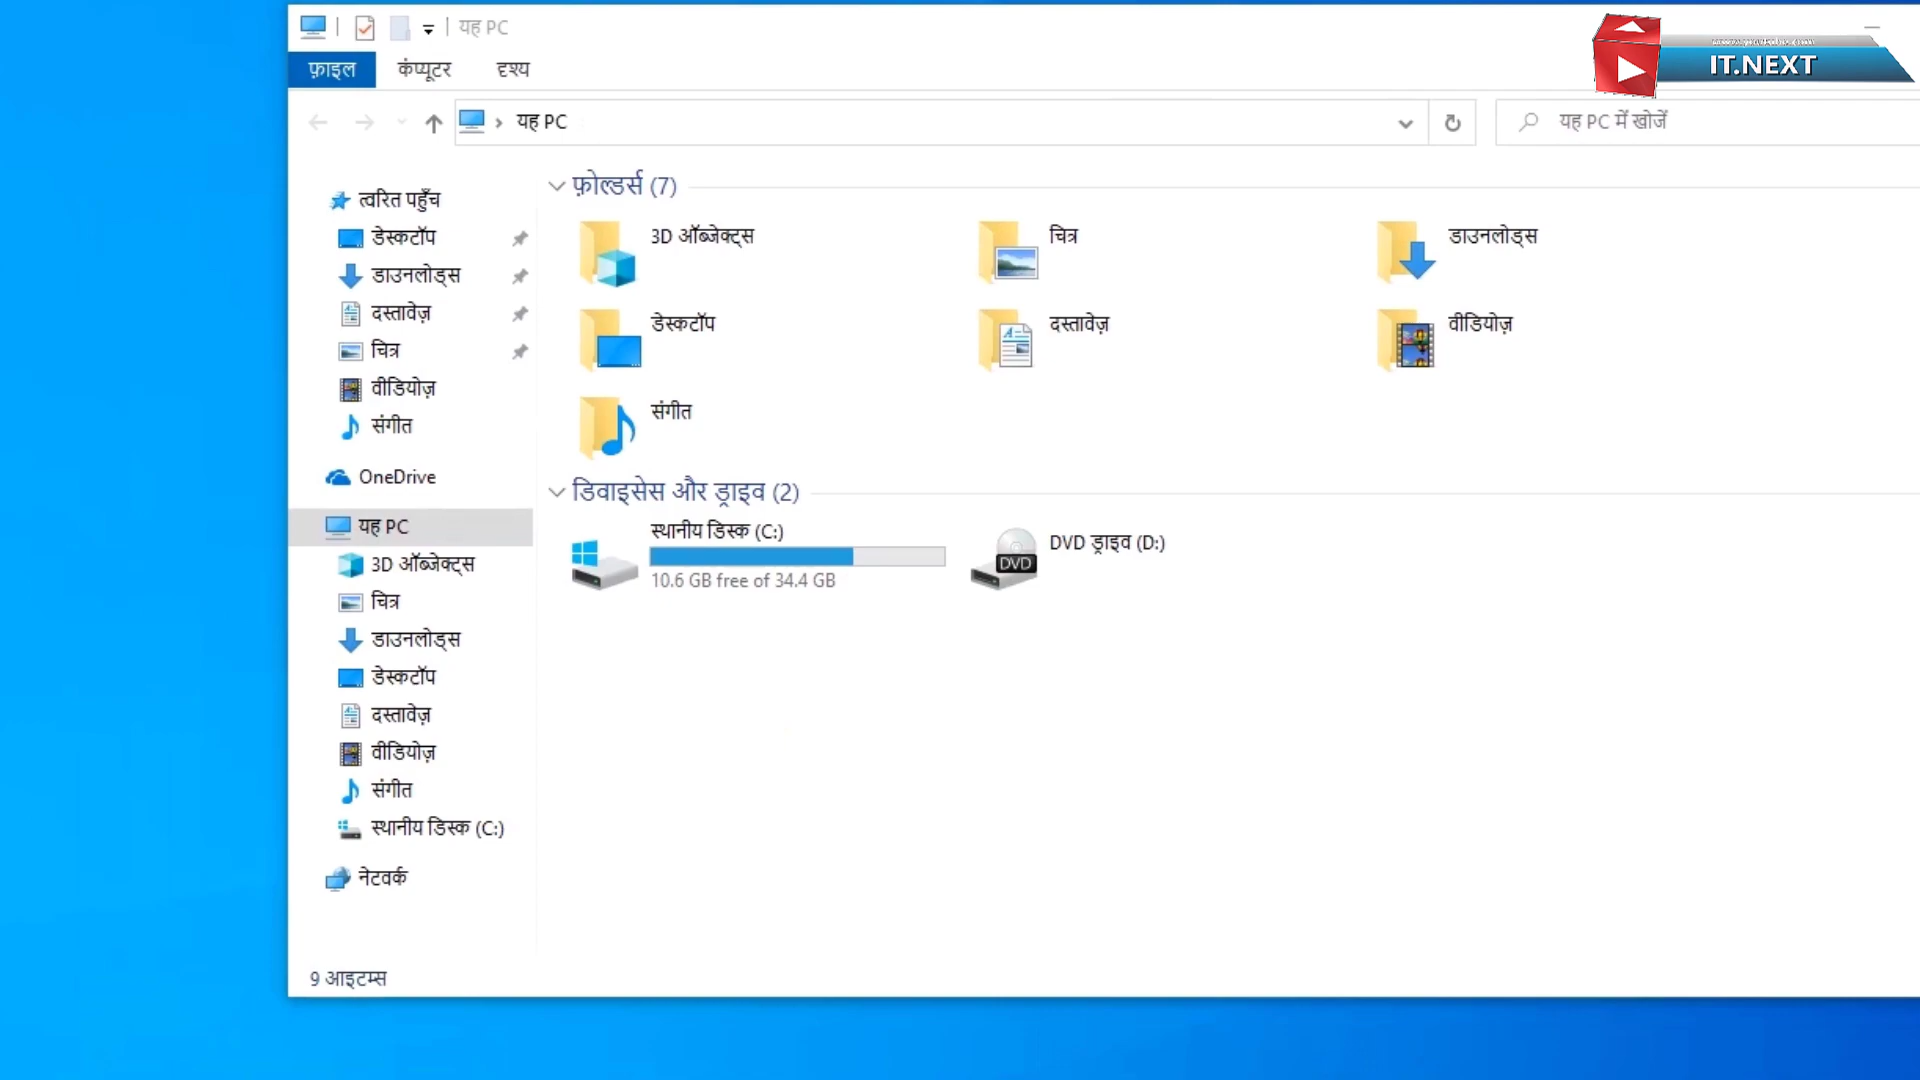 यह PC
IT.NEXT
फ़ाइल कंप्यूटर दृश्य
यह PC
यह PC में खोजें
त्वरित पहुँच
डेस्कटॉप
डाउनलोड्स
दस्तावेज़
चित्र
वीडियोज़
संगीत
OneDrive
यह PC
3D ऑब्जेक्ट्स
चित्र
डाउनलोड्स
डेस्कटॉप
दस्तावेज़
वीडियोज़
संगीत
स्थानीय डिस्क (C:)
नेटवर्क
फ़ोल्डर्स (7)
3D ऑब्जेक्ट्स चित्र डाउनलोड्स
डेस्कटॉप दस्तावेज़ वीडियोज़
संगीत
डिवाइसेस और ड्राइव (2)
स्थानीय डिस्क (C:)
10.6 GB free of 34.4 GB
DVD ड्राइव (D:)
DVD
9 आइटम्स